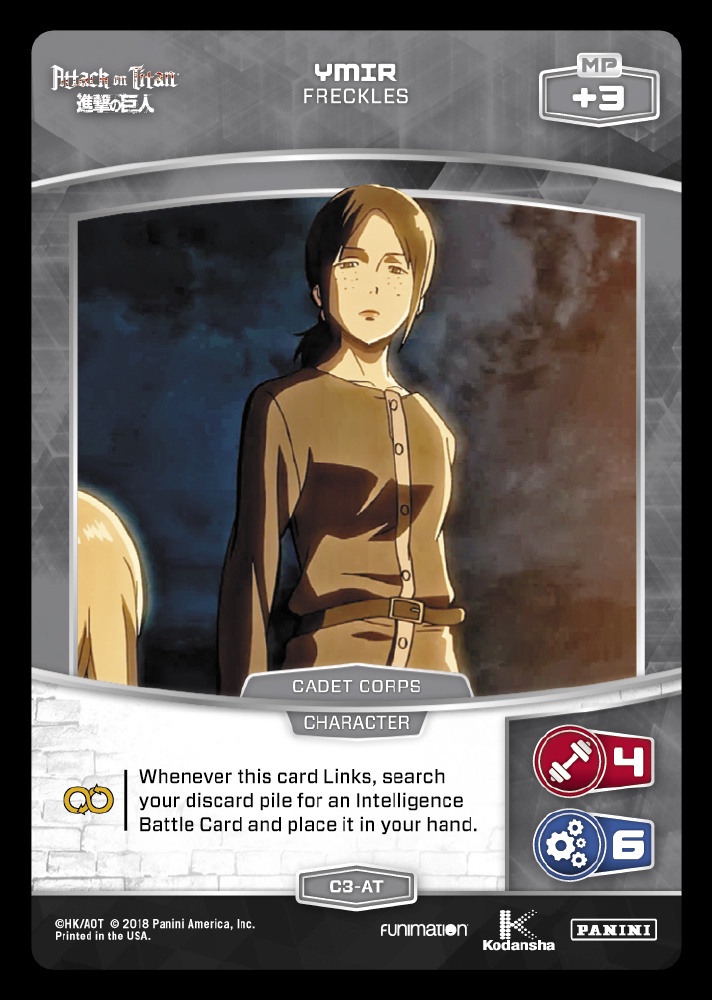 Attack on Titan
進撃の巨人
YMIR
FRECKLES
MP
+3
CADET CORPS
CHARACTER
Whenever this card Links, search
your discard pile for an Intelligence
Battle Card and place it in your hand.
4
6
C3-AT
©HK/AOT © 2018 Panini America, Inc.
Printed in the USA.
FUNIMATION
Kodansha
PANINI